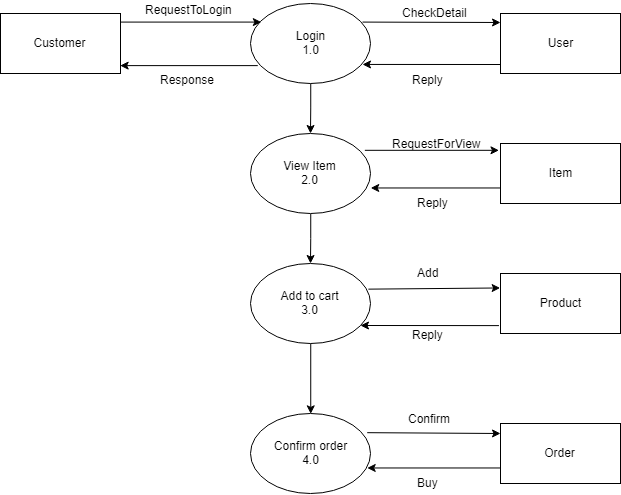 RequestToLogin
CheckDetail
Customer
Login
1.0
User
Response
Reply
RequestForView
View Item
2.0
Item
Reply
Add
Add to cart
3.0
Product
Reply
Confirm
Confirm order
4.0
Order
Buy